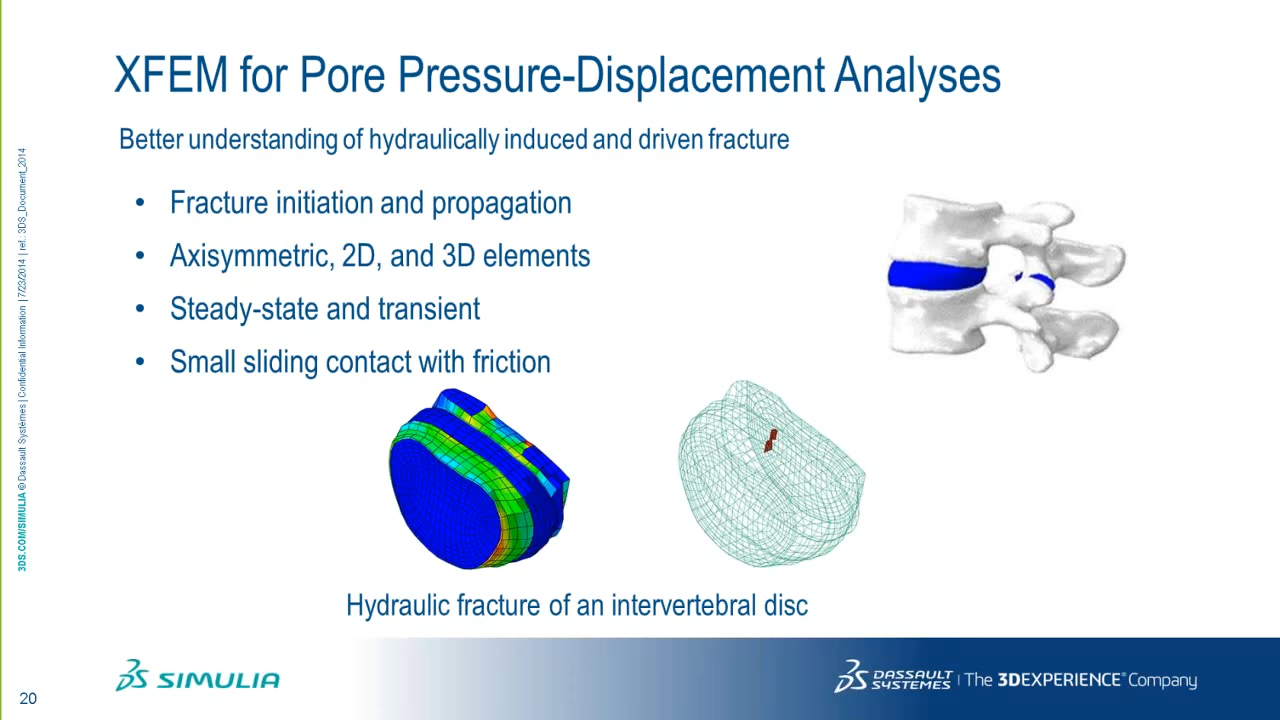 XFEM for Pore Pressure-Displacement Analyses
Better understanding of hydraulically induced and driven fracture
• Fracture initiation and propagation
• Axisymmetric, 2D, and 3D elements
• Steady-state and transient
• Small sliding contact with friction
Hydraulic fracture of an intervertebral disc
3DS.COM/SIMULIA © Dassault Systèmes | Confidential Information | 7/23/2014 | ref.: 3DS_Document_2014
20
3DS SIMULIA
3DS DASSAULT SYSTEMES | The 3DEXPERIENCE® Company